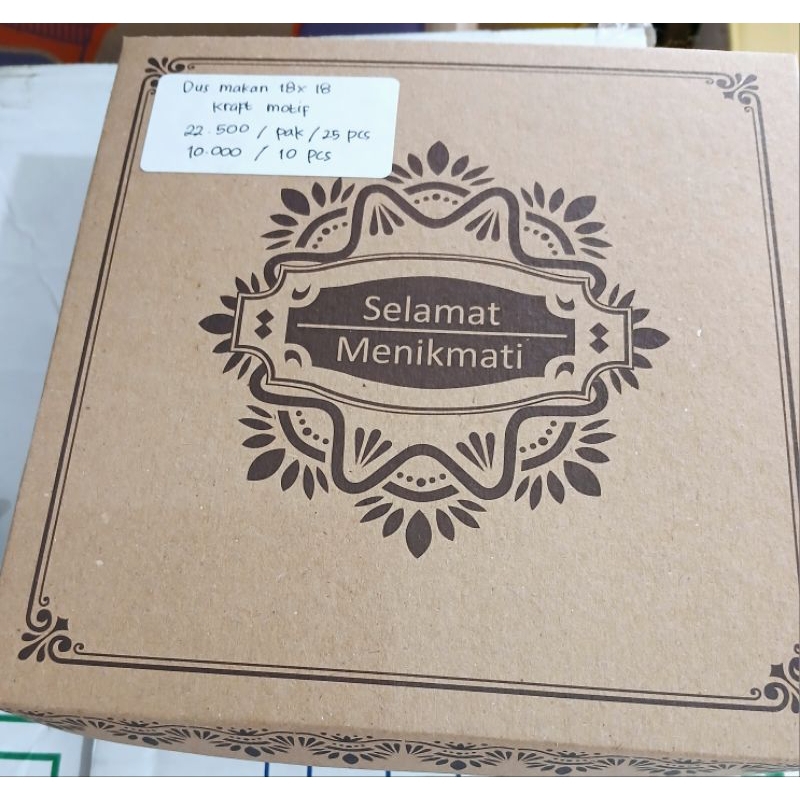 Dus makan 18x 18
kraft motif
22.500 / pak / 25 pcs
10.000 / 10 pcs
Selamat
Menikmati